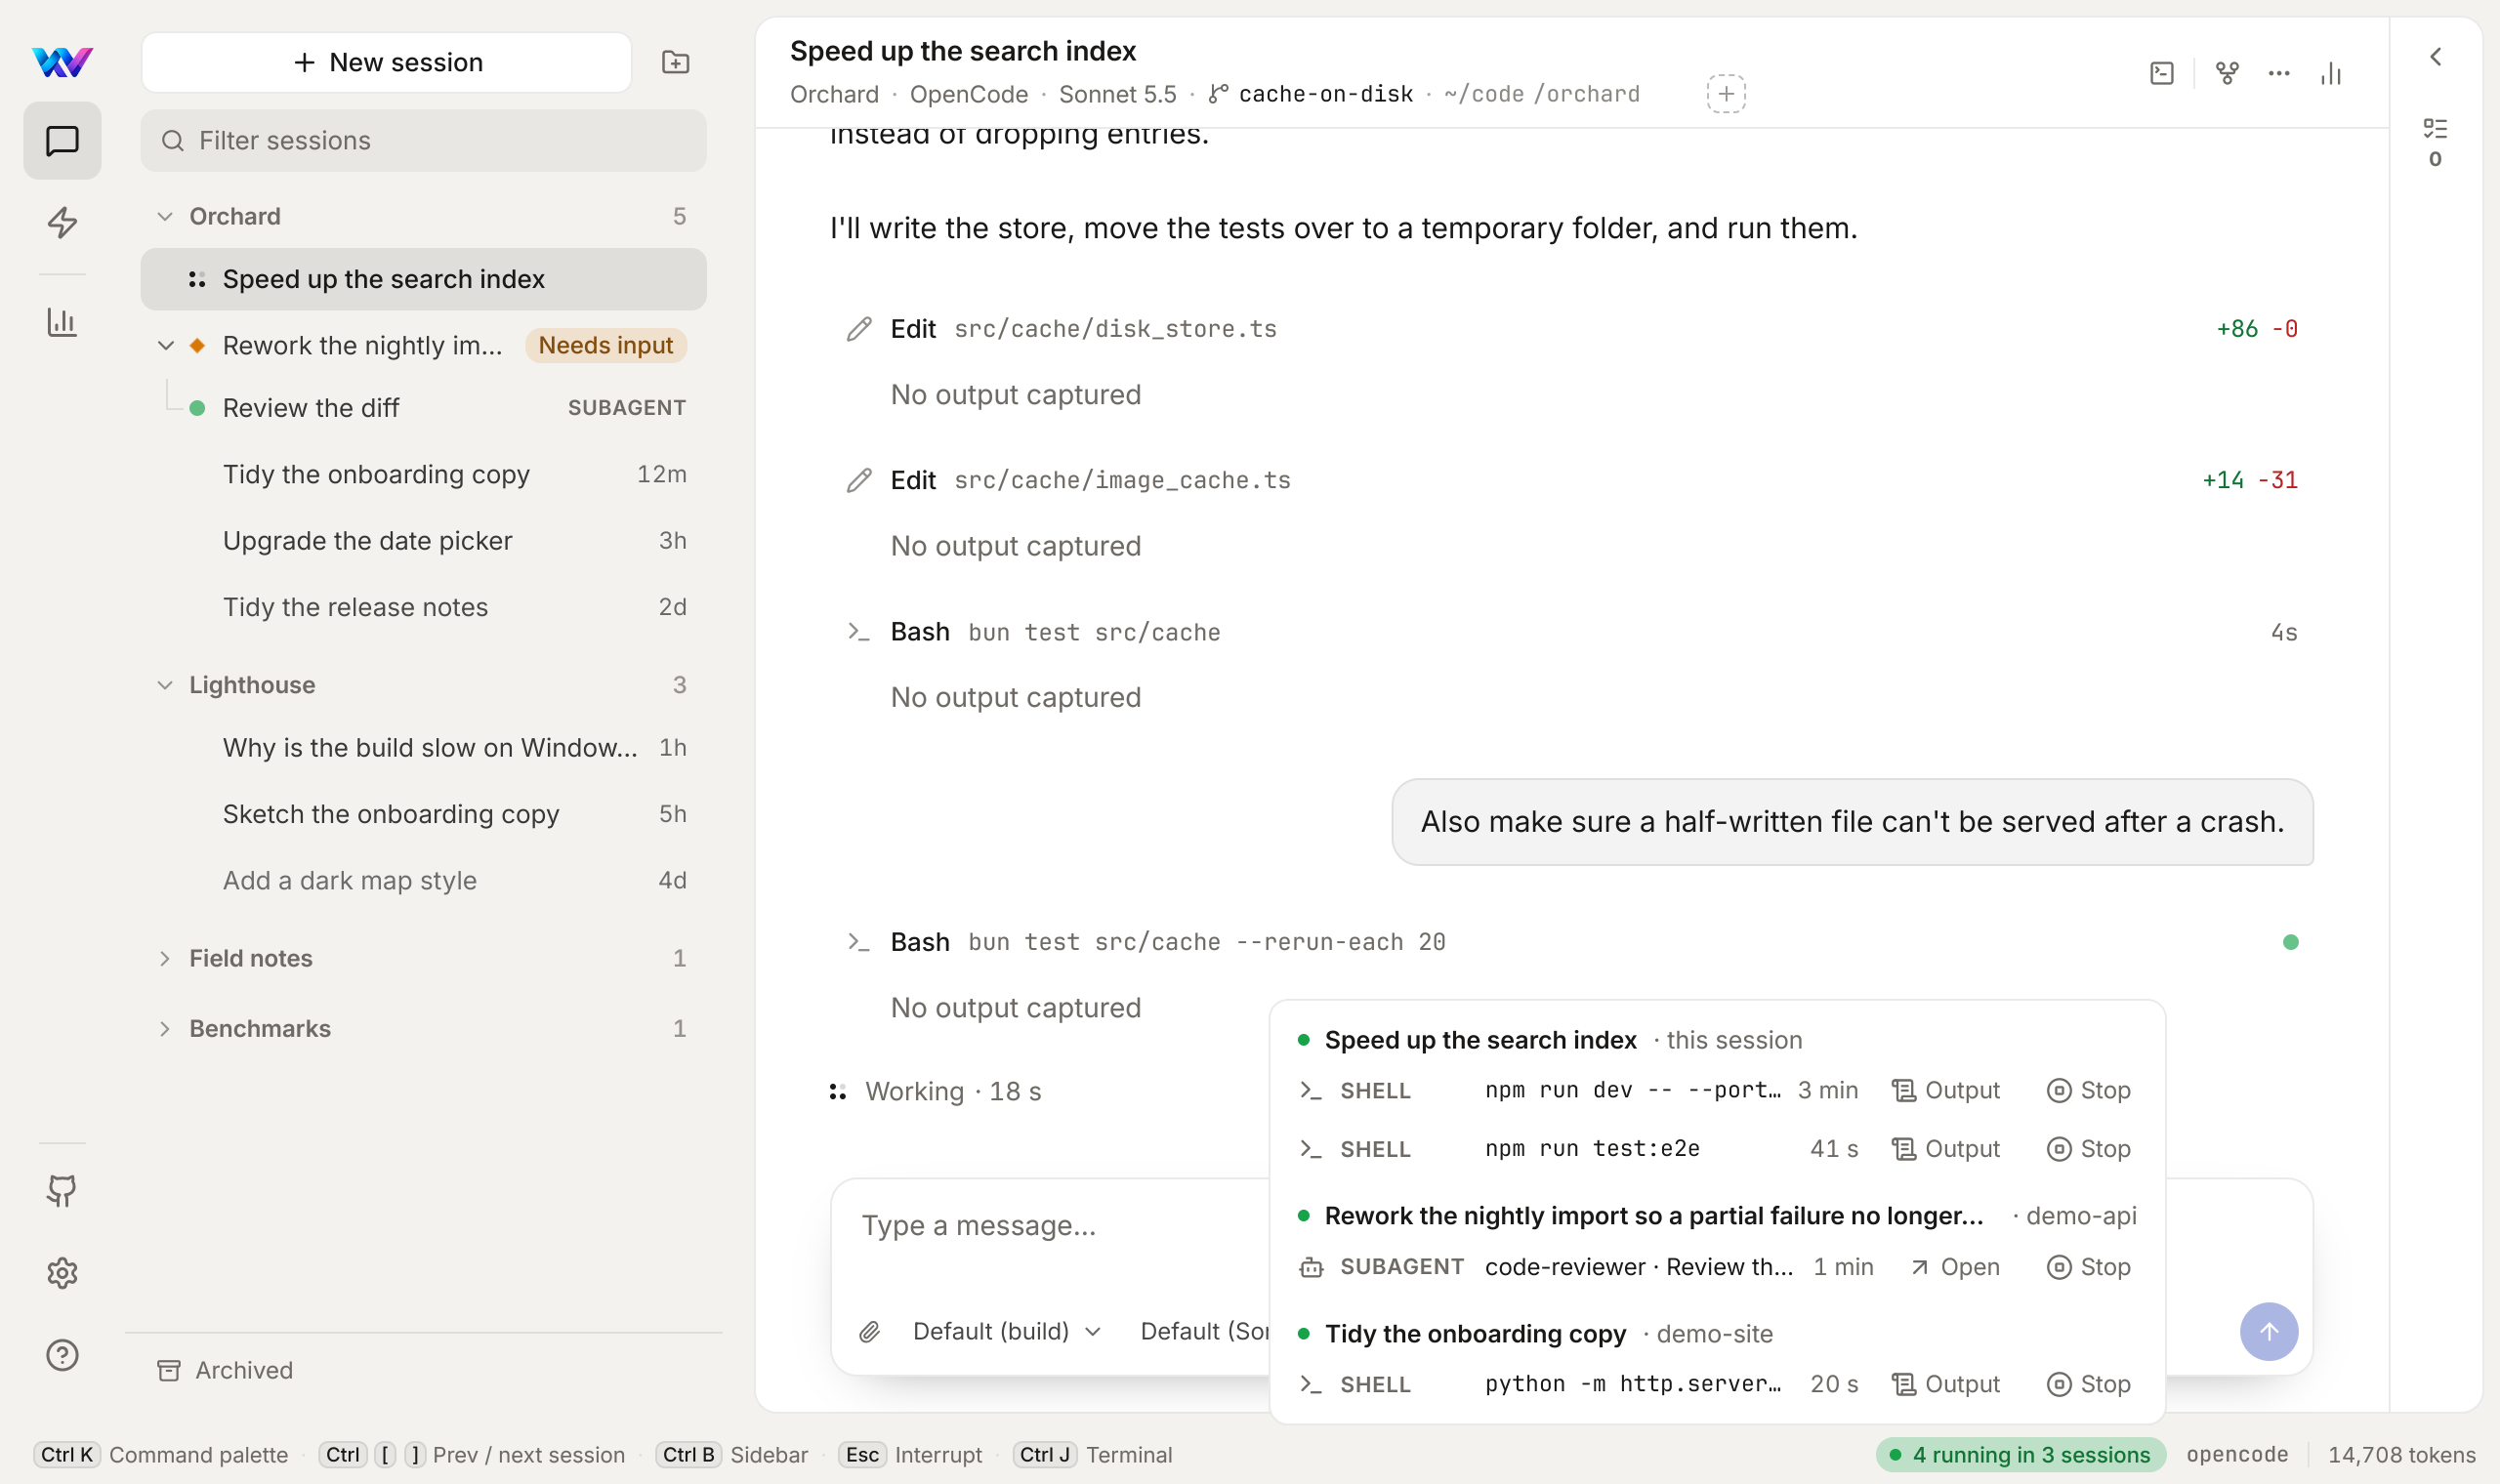 New session
Filter sessions
Orchard 5
Speed up the search index
Rework the nightly im... Needs input
Review the diff SUBAGENT
Tidy the onboarding copy 12m
Upgrade the date picker 3h
Tidy the release notes 2d
Lighthouse 3
Why is the build slow on Window... 1h
Sketch the onboarding copy 5h
Add a dark map style 4d
Field notes 1
Benchmarks 1
Archived
Speed up the search index
Orchard · OpenCode · Sonnet 5.5 · cache-on-disk · ~/code/orchard
0
instead of dropping entries.
I'll write the store, move the tests over to a temporary folder, and run them.
Edit src/cache/disk_store.ts +86 -0
No output captured
Edit src/cache/image_cache.ts +14 -31
No output captured
Bash bun test src/cache 4s
No output captured
Also make sure a half-written file can't be served after a crash.
Bash bun test src/cache --rerun-each 20
No output captured
Working · 18 s
Type a message...
Default (build) Default (Son
Speed up the search index · this session
SHELL npm run dev -- --port… 3 min Output Stop
SHELL npm run test:e2e 41 s Output Stop
Rework the nightly import so a partial failure no longer... · demo-api
SUBAGENT code-reviewer · Review th... 1 min Open Stop
Tidy the onboarding copy · demo-site
SHELL python -m http.server… 20 s Output Stop
Ctrl K Command palette · Ctrl [ ] Prev / next session · Ctrl B Sidebar · Esc Interrupt · Ctrl J Terminal
4 running in 3 sessions opencode 14,708 tokens